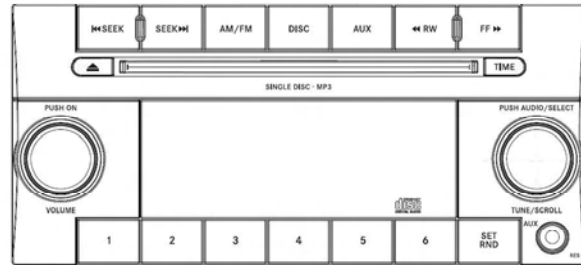 ⏮SEEK
SEEK⏭
AM/FM
DISC
AUX
◀◀ RW
FF ▶▶
TIME
SINGLE DISC · MP3
PUSH ON
PUSH AUDIO/SELECT
VOLUME
TUNE/SCROLL
1
2
3
4
5
6
SET
RND
AUX